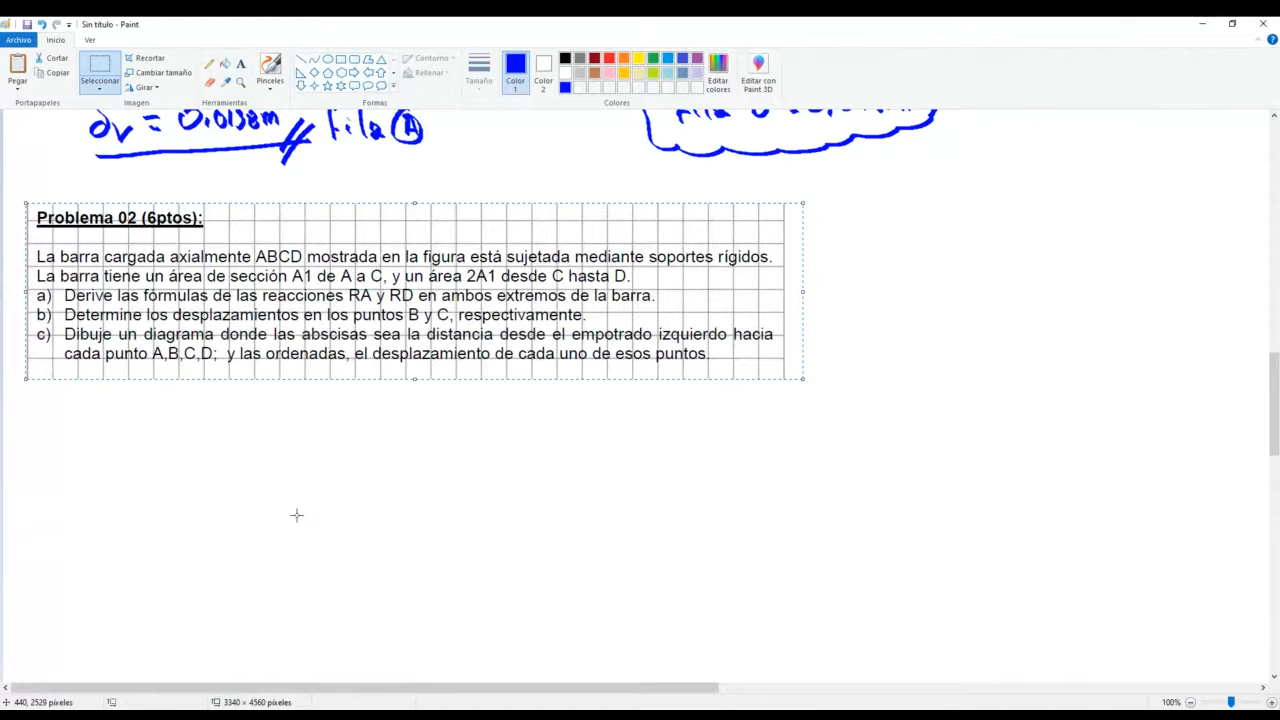 Sin título - Paint
Archivo Inicio Ver
Pegar
Cortar
Copiar
Portapapeles
Seleccionar
Recortar
Cambiar tamaño
Girar
Imagen
Pinceles
Herramientas
Contorno
Rellenar
Formas
Tamaño
Color 1
Color 2
Editar colores
Editar con Paint 3D
Colores
= 0.0138m Fila A
Problema 02 (6ptos):
La barra cargada axialmente ABCD mostrada en la figura está sujetada mediante soportes rígidos.
La barra tiene un área de sección A1 de A a C, y un área 2A1 desde C hasta D.
a) Derive las fórmulas de las reacciones RA y RD en ambos extremos de la barra.
b) Determine los desplazamientos en los puntos B y C, respectivamente.
c) Dibuje un diagrama donde las abscisas sea la distancia desde el empotrado izquierdo hacia
cada punto A,B,C,D; y las ordenadas, el desplazamiento de cada uno de esos puntos.
440, 2529 píxeles
3340 × 4560 píxeles
100%